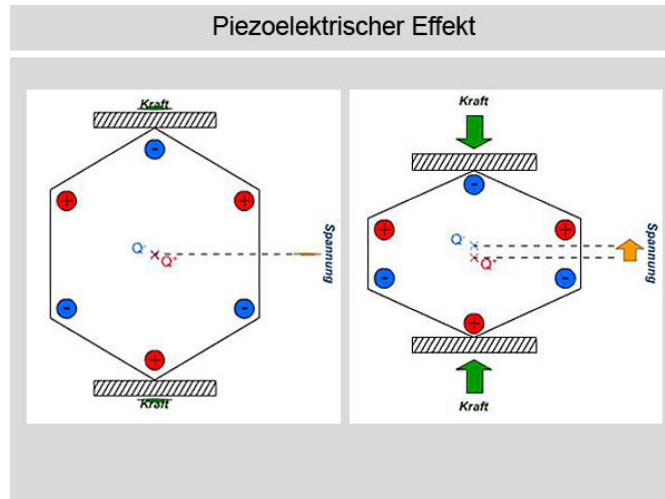 Piezoelektrischer Effekt
Kraft
-
+
+
Q-
Q+
-
-
+
Kraft
Spannung
Kraft
-
+
+
Q-
Q+
-
-
+
Kraft
Spannung